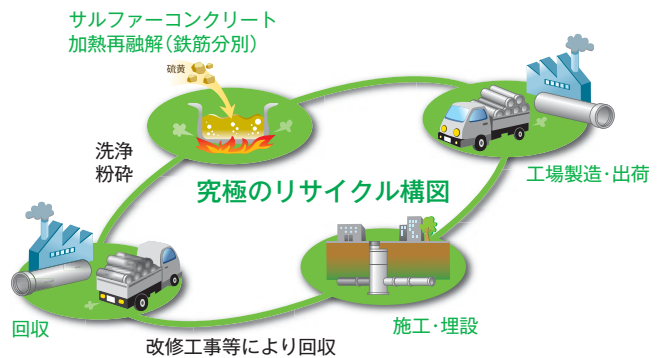 サルファーコンクリート
加熱再融解(鉄筋分別)
硫黄
洗浄
粉砕
工場製造・出荷
究極のリサイクル構図
回収
施工・埋設
改修工事等により回収